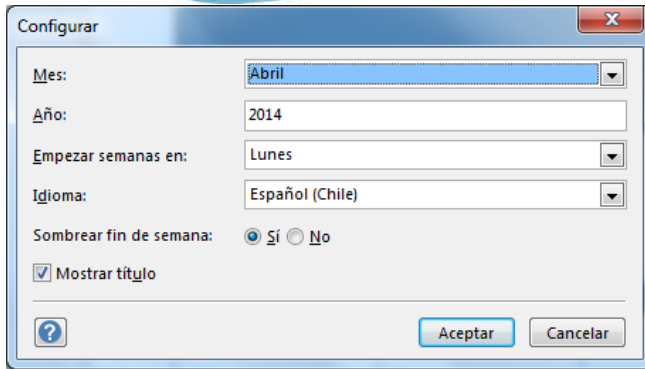 Configurar
Mes: Abril
Año: 2014
Empezar semanas en: Lunes
Idioma: Español (Chile)
Sombrear fin de semana: Sí No
Mostrar título
? Aceptar Cancelar